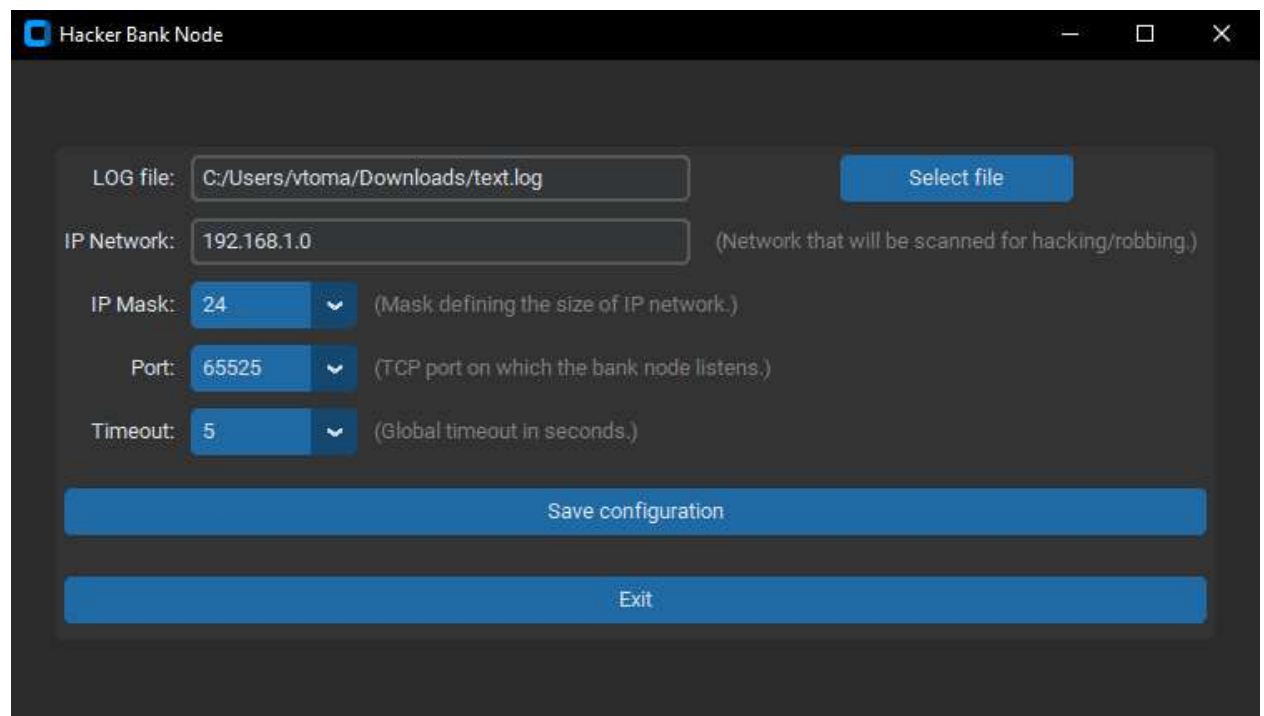 Hacker Bank Node
LOG file: C:/Users/vtoma/Downloads/text.log Select file
IP Network: 192.168.1.0 (Network that will be scanned for hacking/robbing.)
IP Mask: 24 (Mask defining the size of IP network.)
Port: 65525 (TCP port on which the bank node listens.)
Timeout: 5 (Global timeout in seconds.)
Save configuration
Exit